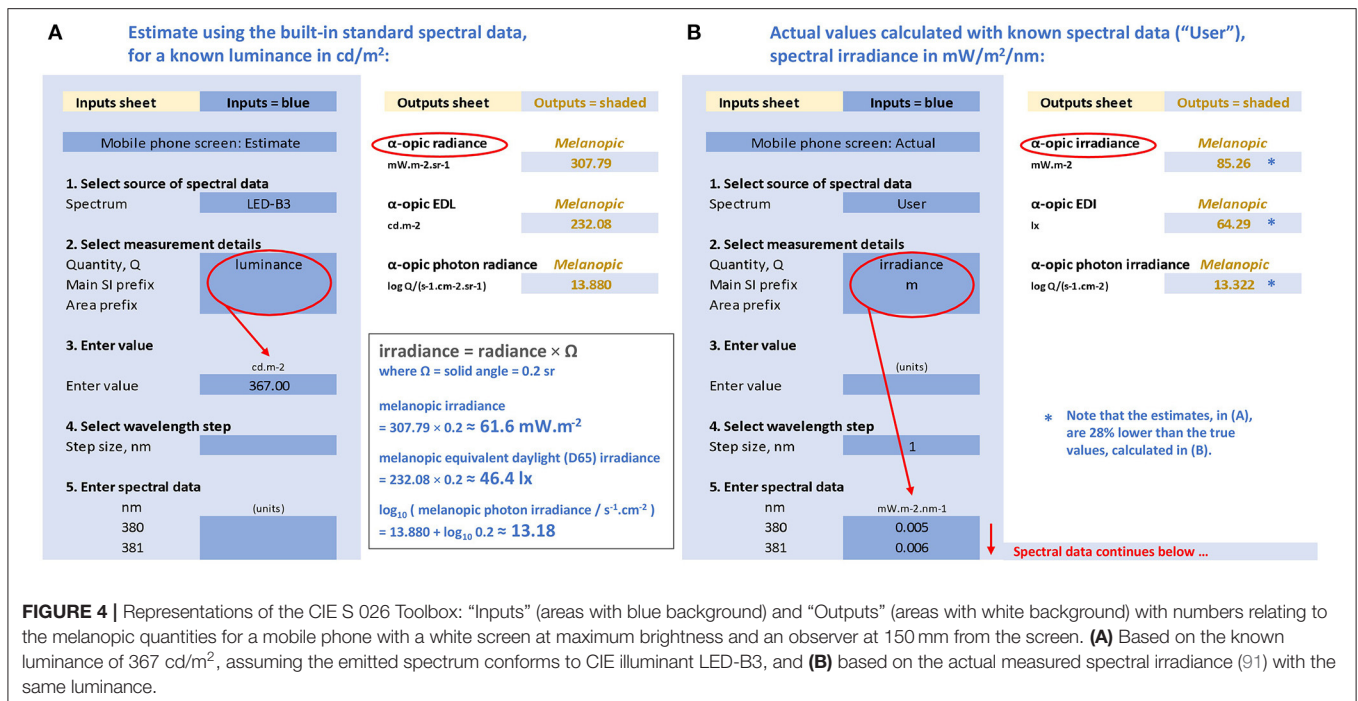 A
Estimate using the built-in standard spectral data,
for a known luminance in cd/m²:
Inputs sheet Inputs = blue
Mobile phone screen: Estimate
1. Select source of spectral data
Spectrum LED-B3
2. Select measurement details
Quantity, Q luminance
Main SI prefix
Area prefix
3. Enter value
cd.m-2
Enter value 367.00
4. Select wavelength step
Step size, nm
5. Enter spectral data
nm (units)
380
381
Outputs sheet Outputs = shaded
α-opic radiance Melanopic
mW.m-2.sr-1 307.79
α-opic EDL Melanopic
cd.m-2 232.08
α-opic photon radiance Melanopic
log Q/(s-1.cm-2.sr-1) 13.880
irradiance = radiance × Ω
where Ω = solid angle = 0.2 sr
melanopic irradiance
= 307.79 × 0.2 ≈ 61.6 mW.m⁻²
melanopic equivalent daylight (D65) irradiance
= 232.08 × 0.2 ≈ 46.4 lx
log₁₀ ( melanopic photon irradiance / s⁻¹.cm⁻² )
= 13.880 + log₁₀ 0.2 ≈ 13.18
B
Actual values calculated with known spectral data (“User”),
spectral irradiance in mW/m²/nm:
Inputs sheet Inputs = blue
Mobile phone screen: Actual
1. Select source of spectral data
Spectrum User
2. Select measurement details
Quantity, Q irradiance
Main SI prefix m
Area prefix
3. Enter value
(units)
Enter value
4. Select wavelength step
Step size, nm 1
5. Enter spectral data
nm mW.m-2.nm-1
380 0.005
381 0.006
Spectral data continues below ...
Outputs sheet Outputs = shaded
α-opic irradiance Melanopic
mW.m-2 85.26 *
α-opic EDI Melanopic
lx 64.29 *
α-opic photon irradiance Melanopic
log Q/(s-1.cm-2) 13.322 *
* Note that the estimates, in (A),
are 28% lower than the true
values, calculated in (B).
FIGURE 4 | Representations of the CIE S 026 Toolbox: “Inputs” (areas with blue background) and “Outputs” (areas with white background) with numbers relating to
the melanopic quantities for a mobile phone with a white screen at maximum brightness and an observer at 150 mm from the screen. (A) Based on the known
luminance of 367 cd/m², assuming the emitted spectrum conforms to CIE illuminant LED-B3, and (B) based on the actual measured spectral irradiance (91) with the
same luminance.